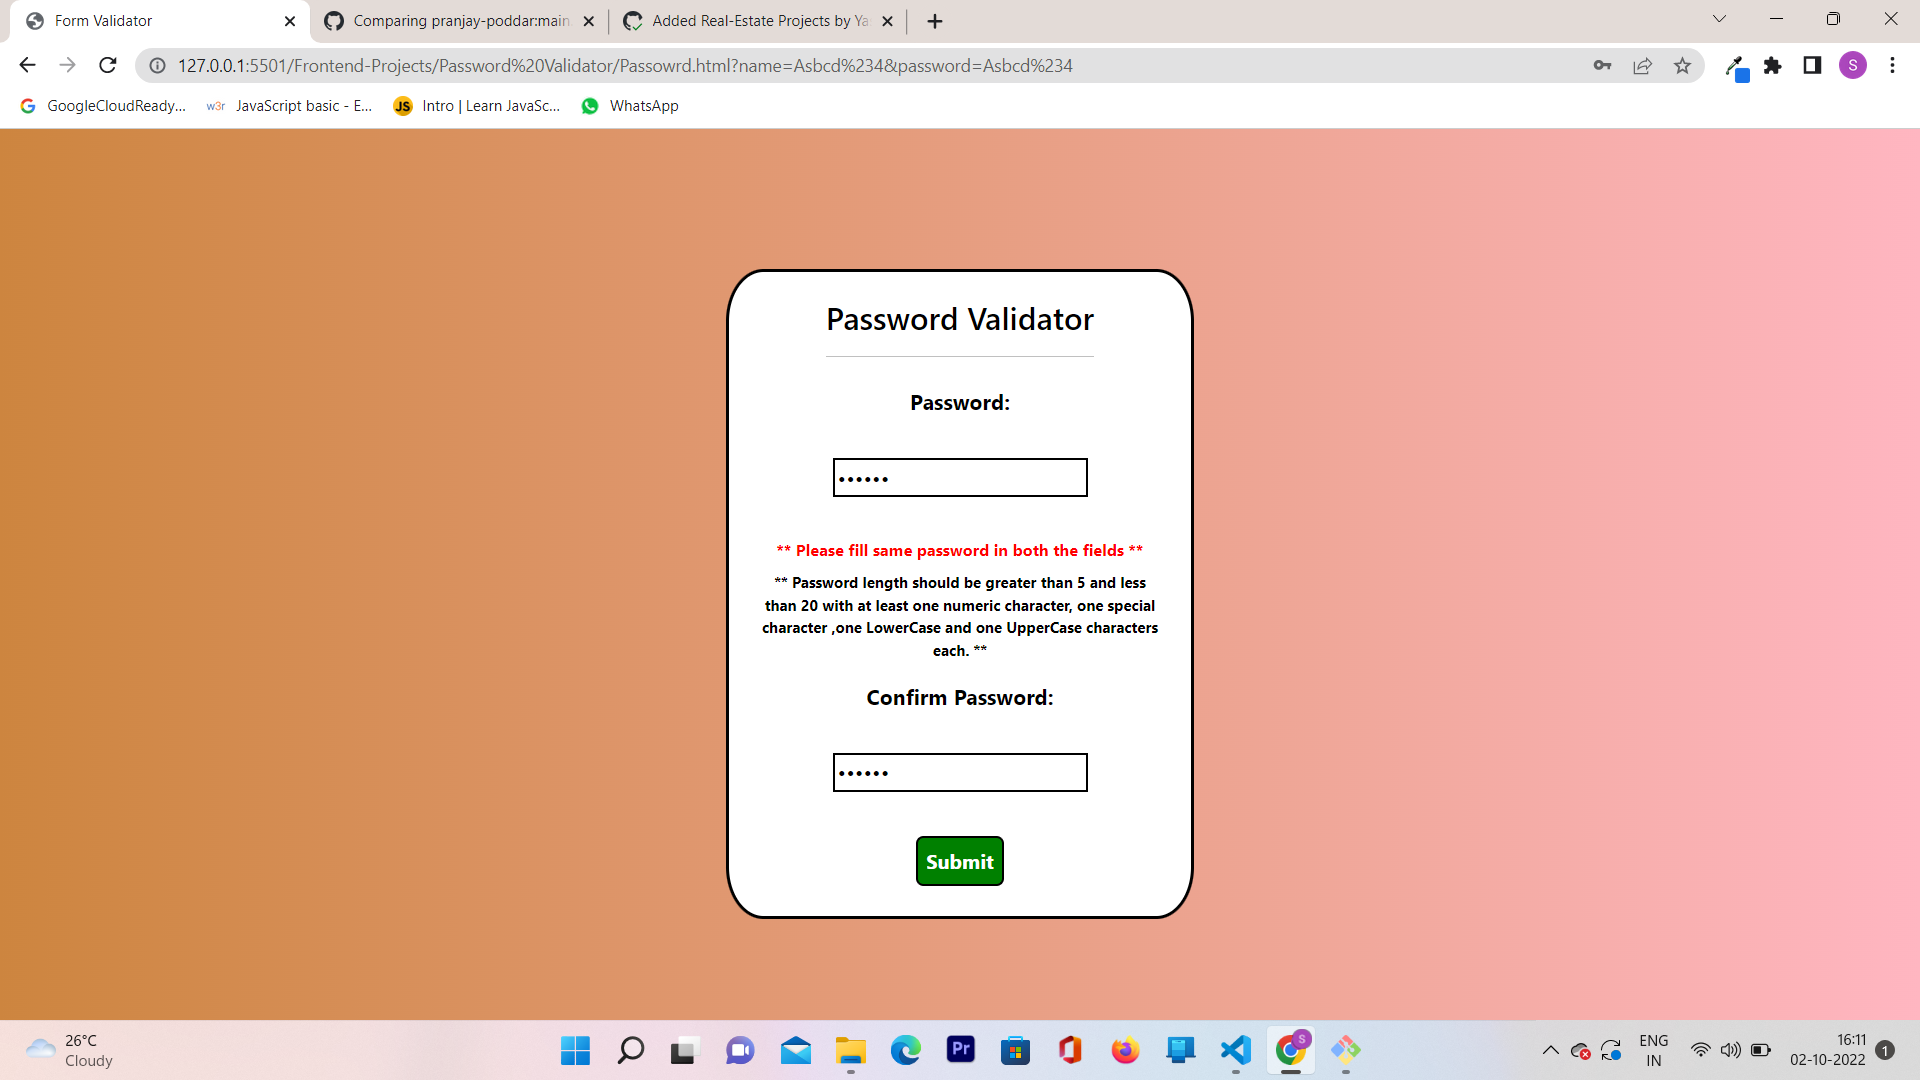 Form Validator
Comparing pranjay-poddar:main
Added Real-Estate Projects by Ya
127.0.0.1:5501/Frontend-Projects/Password%20Validator/Passowrd.html?name=Asbcd%234&password=Asbcd%234
S
GoogleCloudReady...
w3r JavaScript basic - E...
JS Intro | Learn JavaSc...
WhatsApp
Password Validator
Password:
••••••
** Please fill same password in both the fields **
** Password length should be greater than 5 and less
than 20 with at least one numeric character, one special
character ,one LowerCase and one UpperCase characters
each. **
Confirm Password:
••••••
Submit
26°C
Cloudy
Pr
S
ENG
IN
16:11
02-10-2022
1